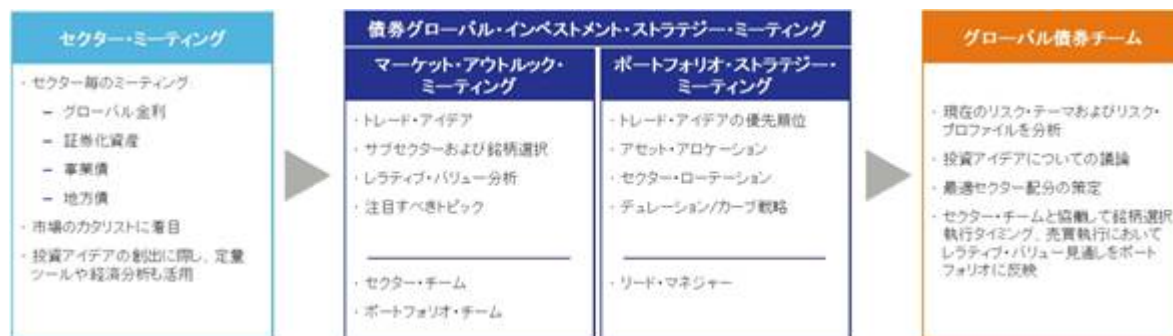 セクター・ミーティング
・セクター毎のミーティング:
－ グローバル金利
－ 証券化資産
－ 事業債
－ 地方債
・市場のカタリストに着目
・投資アイデアの創出に際し、定量
ツールや経済分析も活用
債券グローバル・インベストメント・ストラテジー・ミーティング
マーケット・アウトルック・
ミーティング
・トレード・アイデア
・サブセクターおよび銘柄選択
・レラティブ・バリュー分析
・注目すべきトピック
・セクター・チーム
・ポートフォリオ・チーム
ポートフォリオ・ストラテジー・
ミーティング
・トレード・アイデアの優先順位
・アセット・アロケーション
・セクター・ローテーション
・デュレーション/カーブ戦略
・リード・マネジャー
グローバル債券チーム
・現在のリスク・テーマおよびリスク・
プロファイルを分析
・投資アイデアについての議論
・最適セクター配分の策定
・セクター・チームと協働して銘柄選択
執行タイミング、売買執行において
レラティブ・バリュー見通しをポート
フォリオに反映